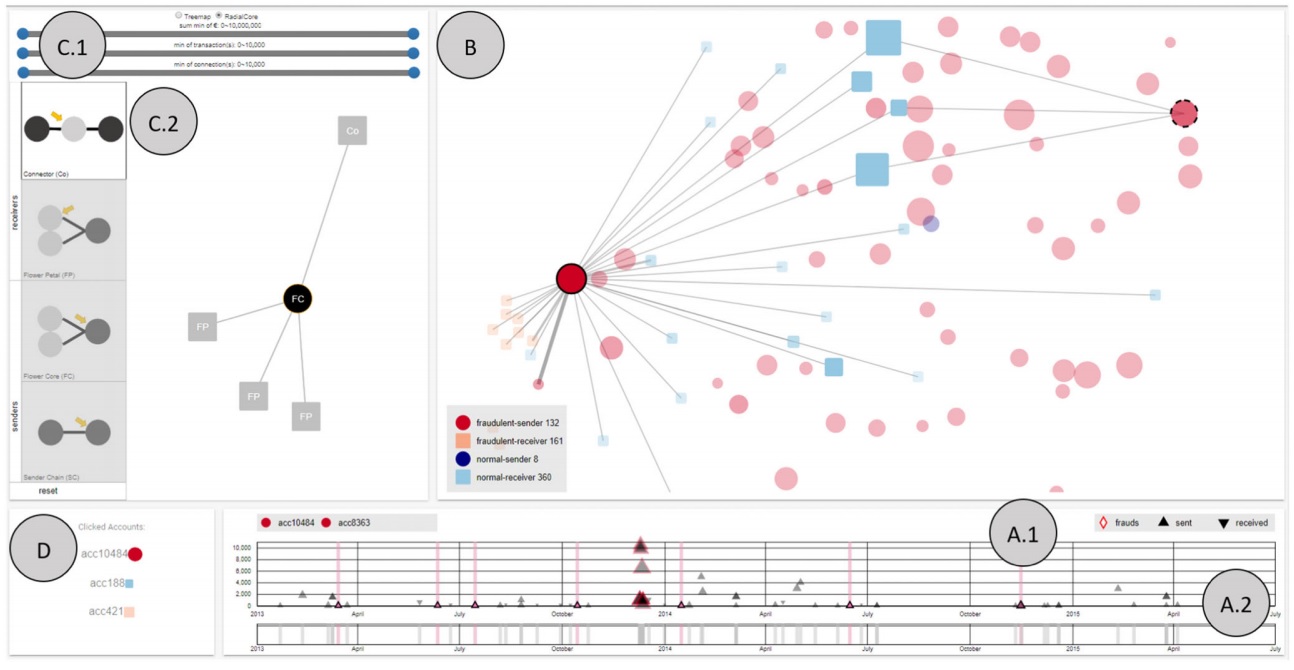 Treemap RadialCore
sum min of €: 0~10,000,000
min of transaction(s): 0~10,000
min of connection(s): 0~10,000
C.1
C.2
B
Connector (Co)
receivers
Flower Petal (FP)
Flower Core (FC)
senders
Sender Chain (SC)
reset
Co
FC
FP
FP
FP
fraudulent-sender 132
fraudulent-receiver 161
normal-sender 8
normal-receiver 360
D
Clicked Accounts:
acc10484
acc188
acc421
acc10484 acc8363
A.1
frauds sent received
10,000
8,000
6,000
4,000
2,000
0
2013 April July October 2014 April July October 2015 April July
A.2
2013 April July October 2014 April July October 2015 April July